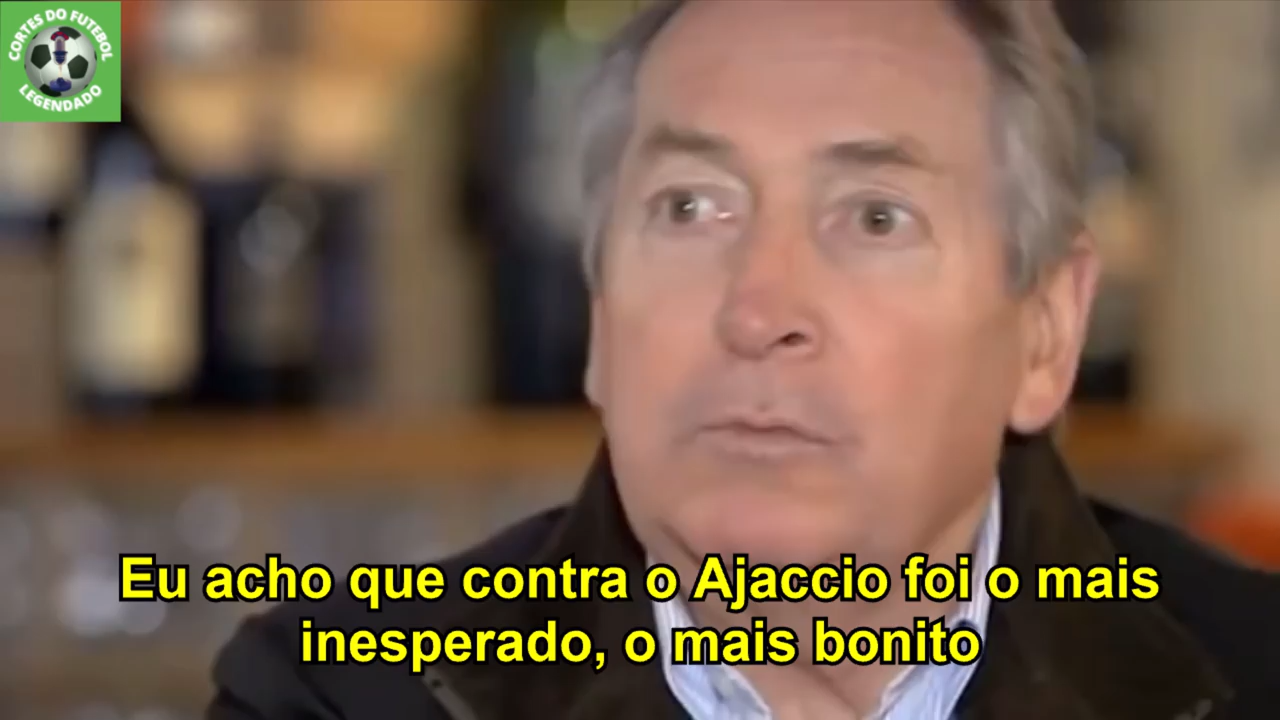 CORTES DO FUTEBOL
LEGENDADO
Eu acho que contra o Ajaccio foi o mais
inesperado, o mais bonito